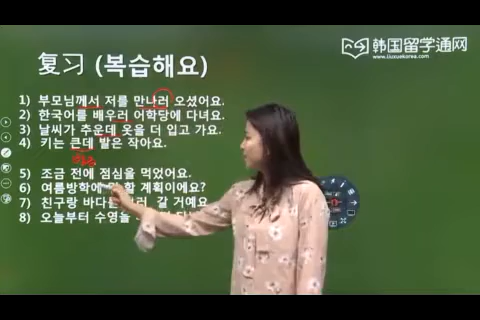 复习 (복습해요)
韩国留学通网
www.liuxuekorea.com
1) 부모님께서 저를 만나러 오셨어요.
2) 한국어를 배우러 어학당에 다녀요.
3) 날씨가 추운데 옷을 더 입고 가요.
4) 키는 큰데 발은 작아요.
5) 조금 전에 점심을 먹었어요.
6) 여름방학에 할 계획이에요?
7) 친구랑 바다 갈 거예요
8) 오늘부터 수영을